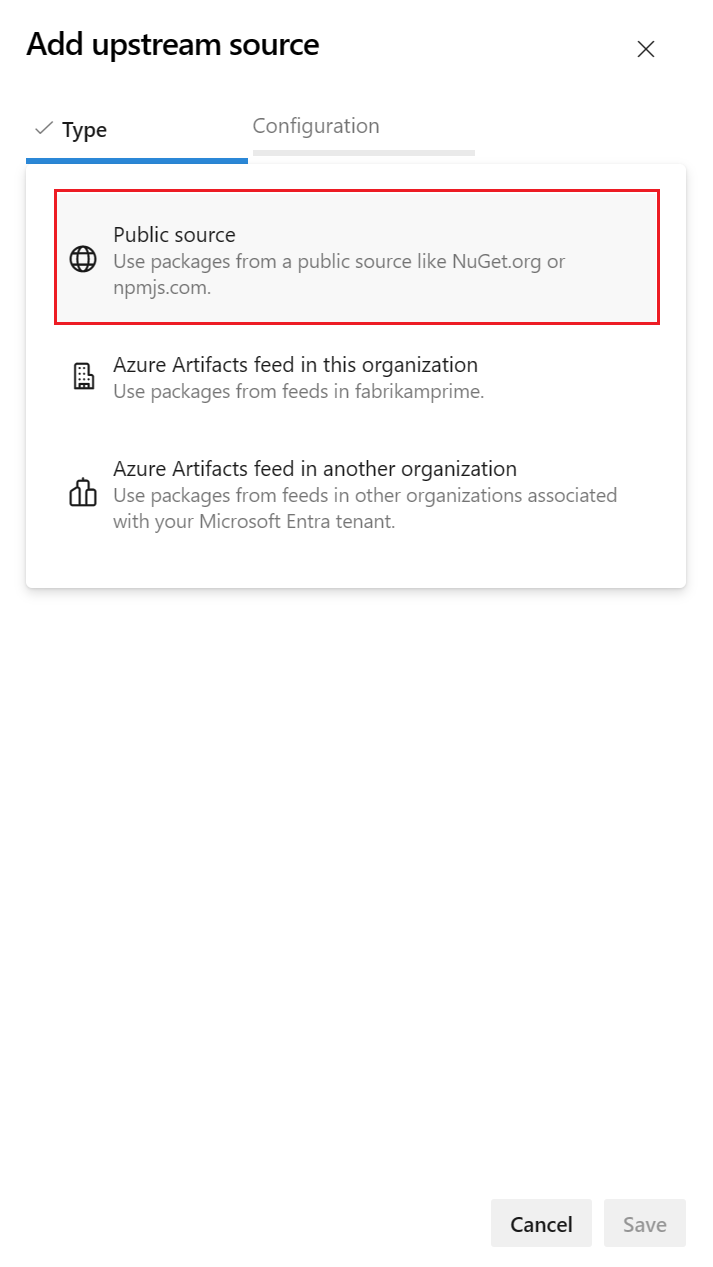 Add upstream source
Type
Configuration
Public source
Use packages from a public source like NuGet.org or
npmjs.com.
Azure Artifacts feed in this organization
Use packages from feeds in fabrikamprime.
Azure Artifacts feed in another organization
Use packages from feeds in other organizations associated
with your Microsoft Entra tenant.
Cancel
Save